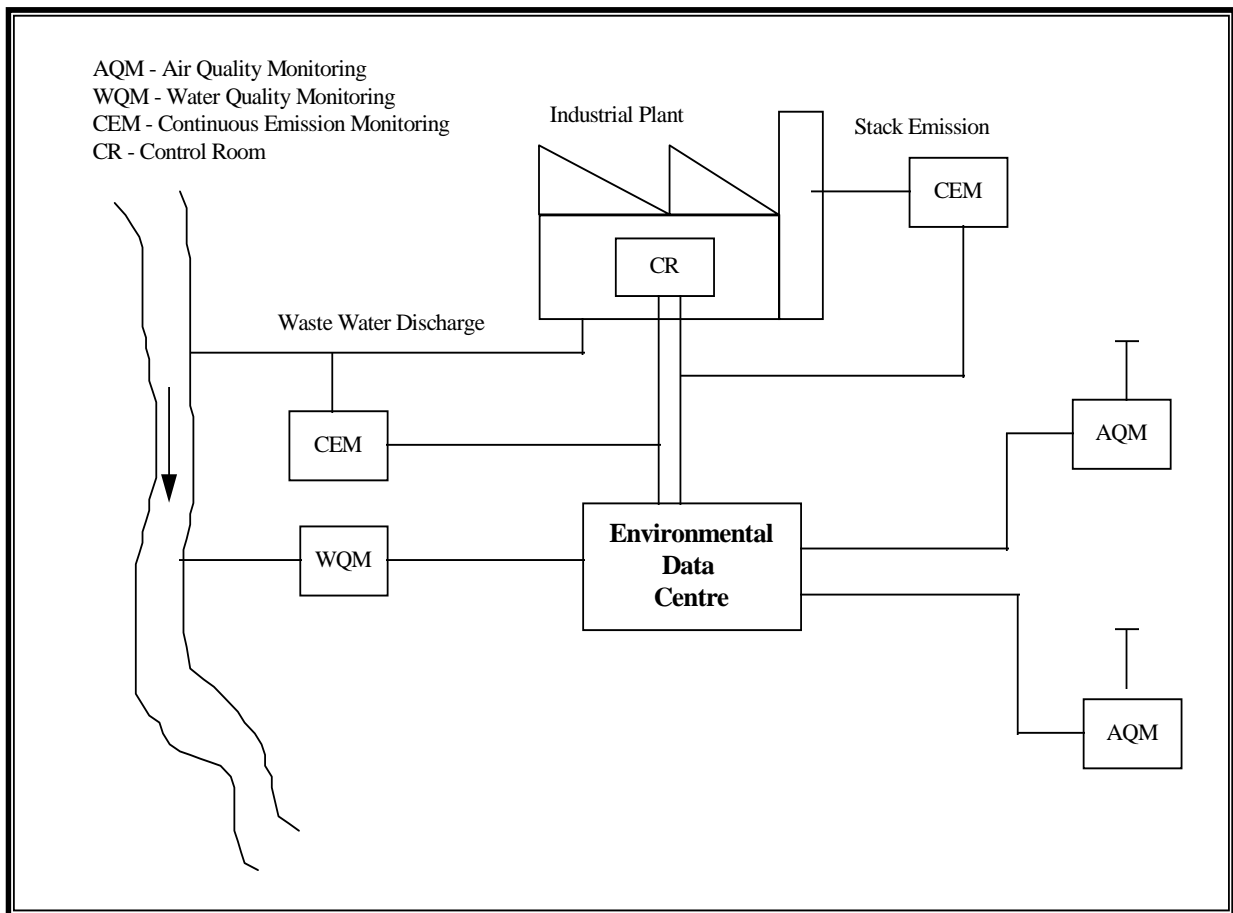 AQM - Air Quality Monitoring
WQM - Water Quality Monitoring
CEM - Continuous Emission Monitoring
CR - Control Room
Industrial Plant
Stack Emission
CEM
CR
Waste Water Discharge
CEM
AQM
WQM
Environmental
Data
Centre
AQM